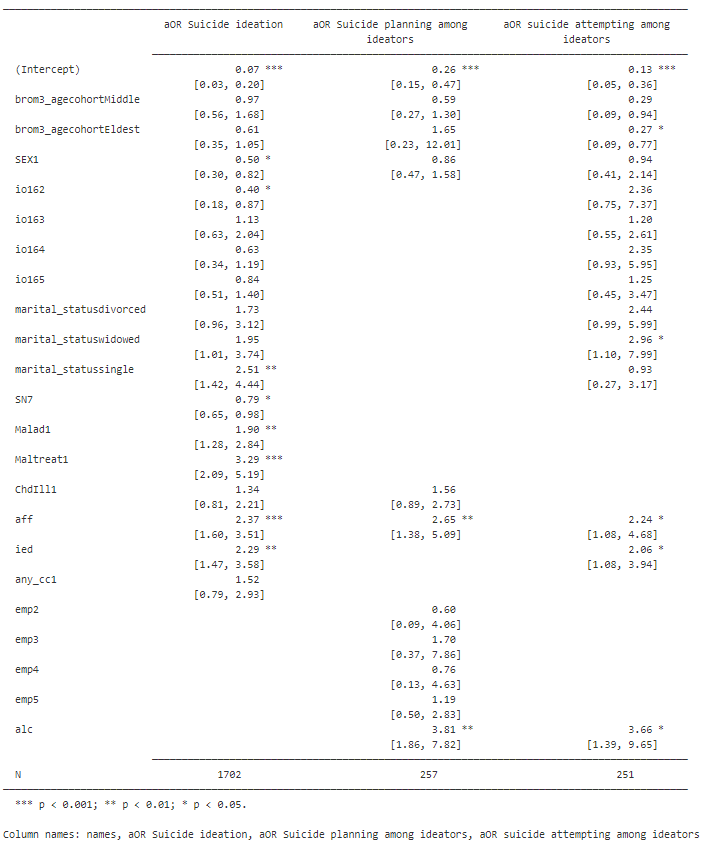 aOR Suicide ideation aOR Suicide planning among aOR suicide attempting among
ideators ideators
(Intercept) 0.07 *** 0.26 *** 0.13 ***
[0.03, 0.20] [0.15, 0.47] [0.05, 0.36]
brom3_agecohortMiddle 0.97 0.59 0.29
[0.56, 1.68] [0.27, 1.30] [0.09, 0.94]
brom3_agecohortEldest 0.61 1.65 0.27 *
[0.35, 1.05] [0.23, 12.01] [0.09, 0.77]
SEX1 0.50 * 0.86 0.94
[0.30, 0.82] [0.47, 1.58] [0.41, 2.14]
io162 0.40 * 2.36
[0.18, 0.87] [0.75, 7.37]
io163 1.13 1.20
[0.63, 2.04] [0.55, 2.61]
io164 0.63 2.35
[0.34, 1.19] [0.93, 5.95]
io165 0.84 1.25
[0.51, 1.40] [0.45, 3.47]
marital_statusdivorced 1.73 2.44
[0.96, 3.12] [0.99, 5.99]
marital_statuswidowed 1.95 2.96 *
[1.01, 3.74] [1.10, 7.99]
marital_statussingle 2.51 ** 0.93
[1.42, 4.44] [0.27, 3.17]
SN7 0.79 *
[0.65, 0.98]
Malad1 1.90 **
[1.28, 2.84]
Maltreat1 3.29 ***
[2.09, 5.19]
ChdIll1 1.34 1.56
[0.81, 2.21] [0.89, 2.73]
aff 2.37 *** 2.65 ** 2.24 *
[1.60, 3.51] [1.38, 5.09] [1.08, 4.68]
ied 2.29 ** 2.06 *
[1.47, 3.58] [1.08, 3.94]
any_cc1 1.52
[0.79, 2.93]
emp2 0.60
[0.09, 4.06]
emp3 1.70
[0.37, 7.86]
emp4 0.76
[0.13, 4.63]
emp5 1.19
[0.50, 2.83]
alc 3.81 ** 3.66 *
[1.86, 7.82] [1.39, 9.65]
N 1702 257 251
*** p < 0.001; ** p < 0.01; * p < 0.05.
Column names: names, aOR Suicide ideation, aOR Suicide planning among ideators, aOR suicide attempting among ideators